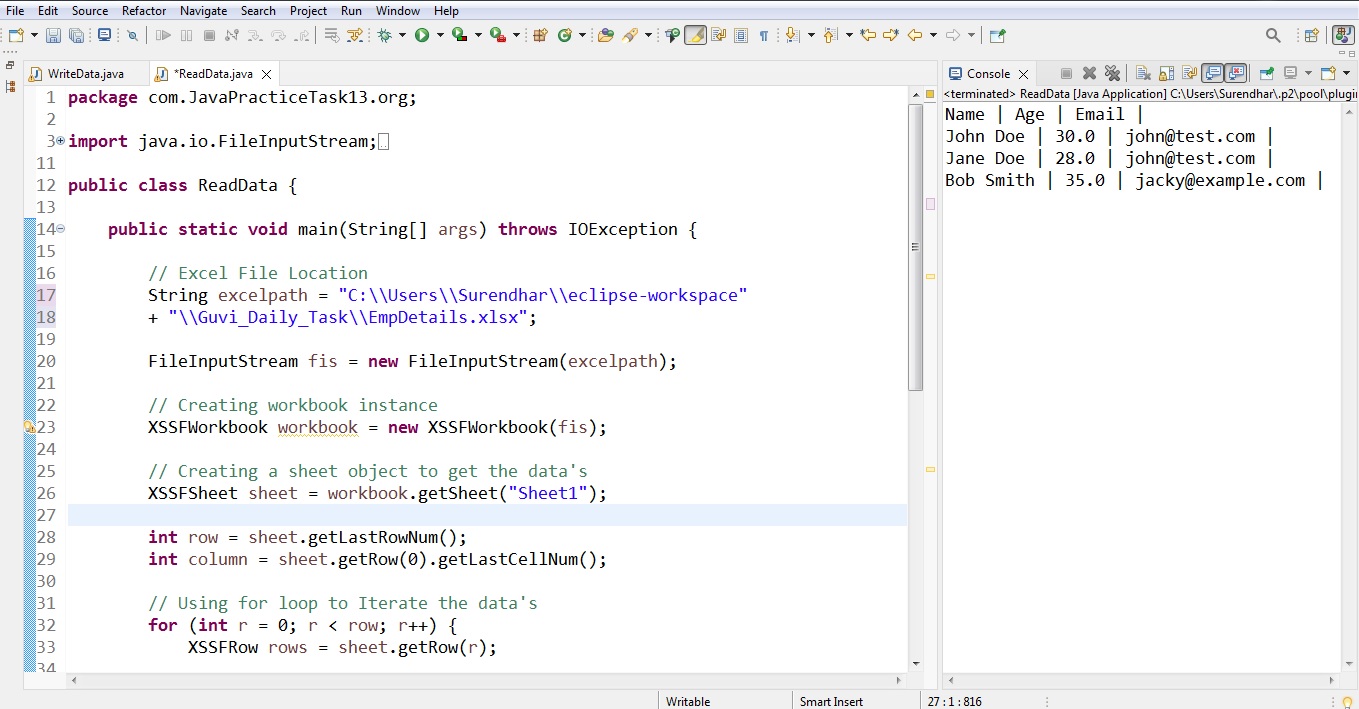 File Edit Source Refactor Navigate Search Project Run Window Help
WriteData.java *ReadData.java
1 package com.JavaPracticeTask13.org;
2
3 import java.io.FileInputStream;
11
12 public class ReadData {
13
14 public static void main(String[] args) throws IOException {
15
16 // Excel File Location
17 String excelpath = "C:\\Users\\Surendhar\\eclipse-workspace"
18 + "\\Guvi_Daily_Task\\EmpDetails.xlsx";
19
20 FileInputStream fis = new FileInputStream(excelpath);
21
22 // Creating workbook instance
23 XSSFWorkbook workbook = new XSSFWorkbook(fis);
24
25 // Creating a sheet object to get the data's
26 XSSFSheet sheet = workbook.getSheet("Sheet1");
27
28 int row = sheet.getLastRowNum();
29 int column = sheet.getRow(0).getLastCellNum();
30
31 // Using for loop to Iterate the data's
32 for (int r = 0; r < row; r++) {
33 XSSFRow rows = sheet.getRow(r);
34
Console
<terminated> ReadData [Java Application] C:\Users\Surendhar\.p2\pool\plugin
Name | Age | Email |
John Doe | 30.0 | john@test.com |
Jane Doe | 28.0 | john@test.com |
Bob Smith | 35.0 | jacky@example.com |
Writable Smart Insert 27 : 1 : 816